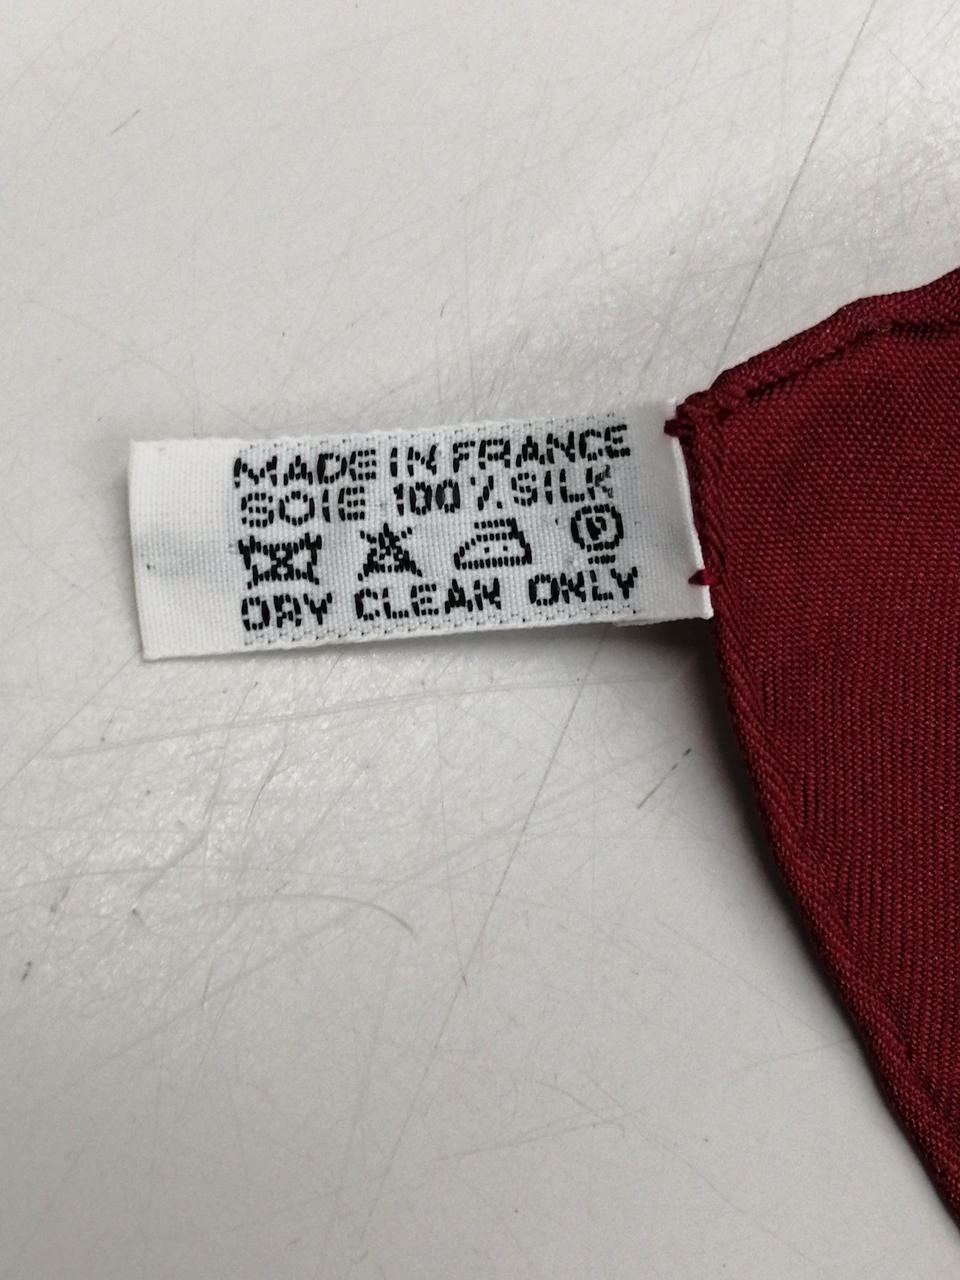 MADE IN FRANCE
SOIE 100% SILK
P
DRY CLEAN ONLY